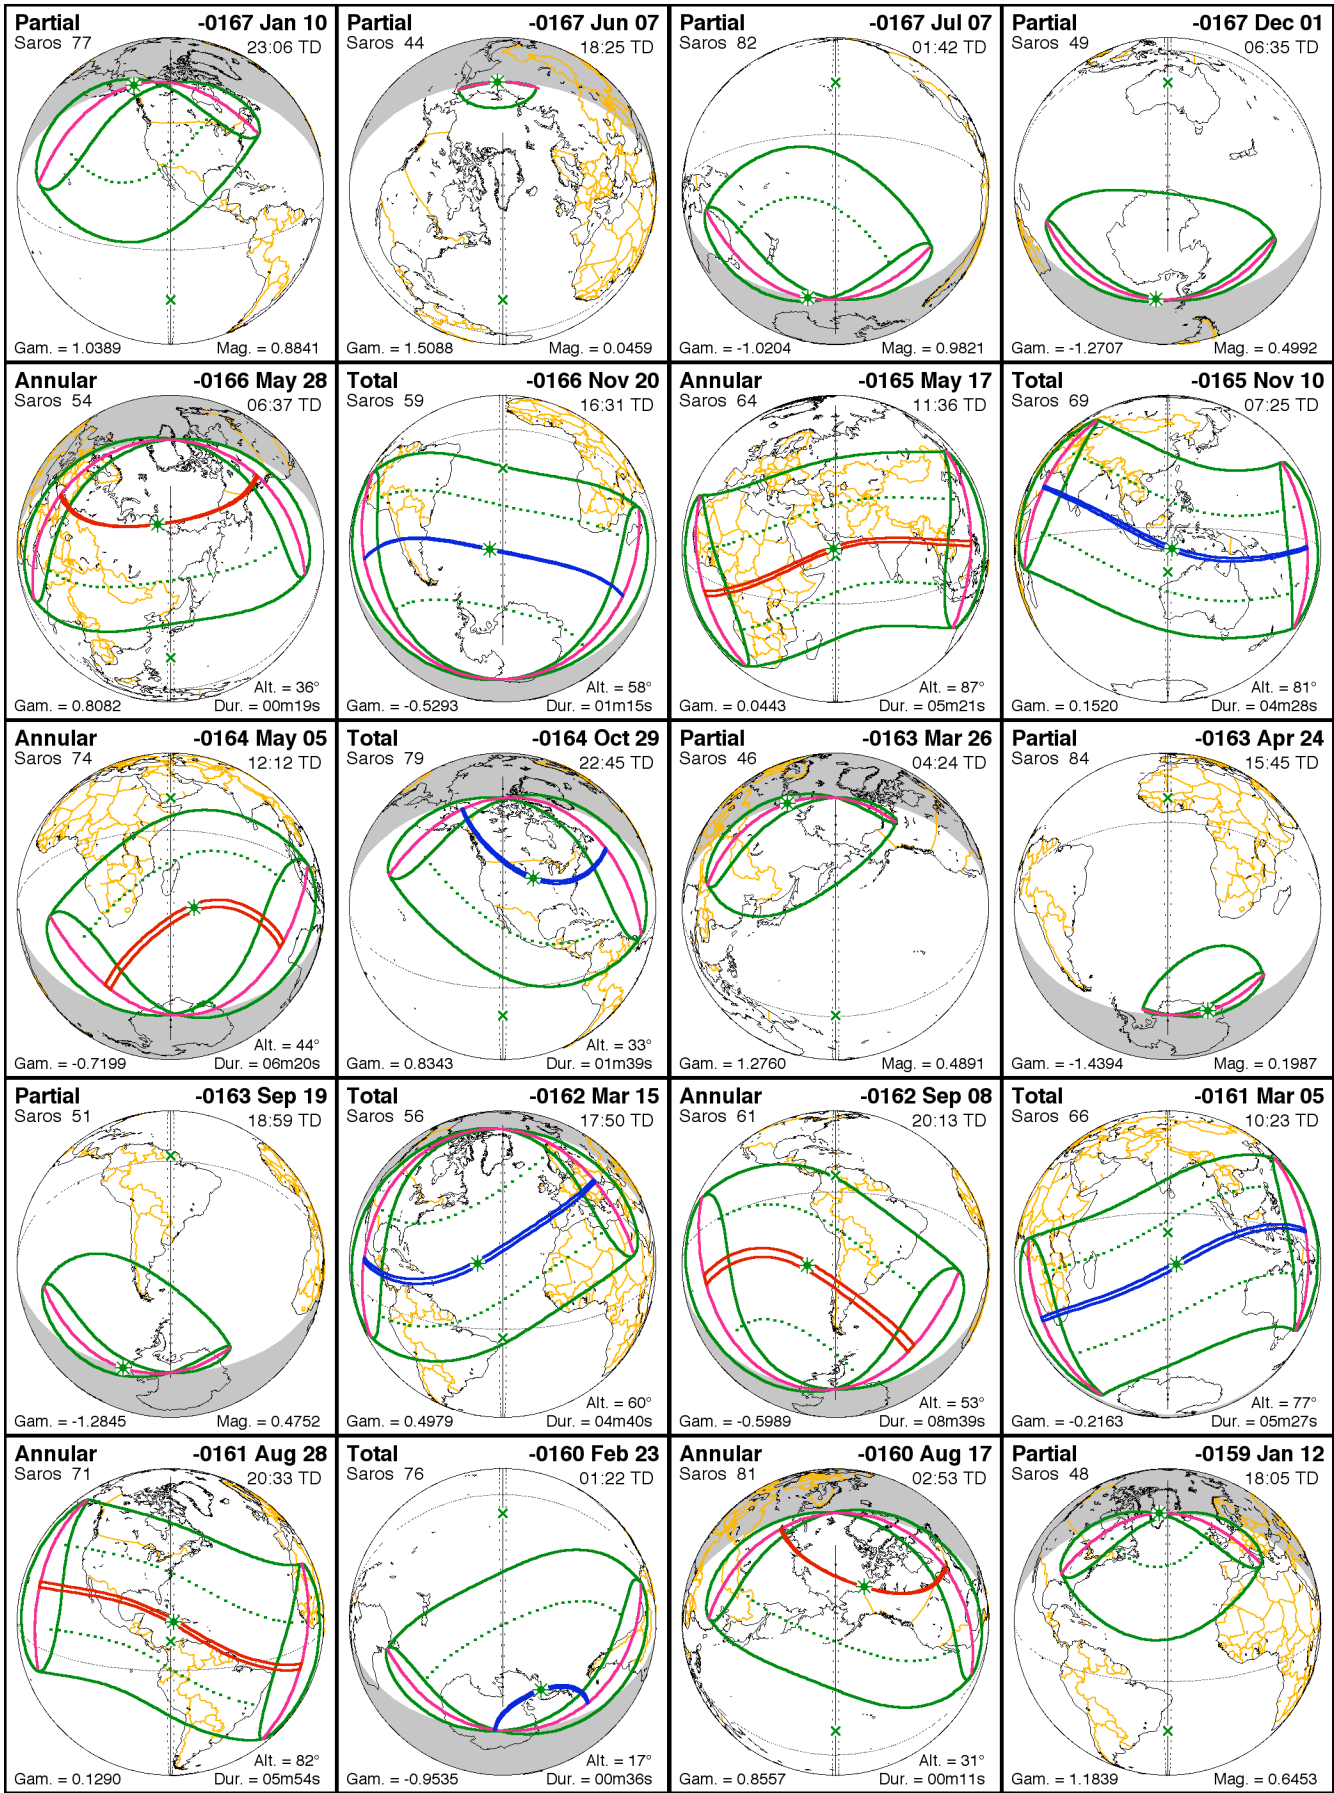 Partial -0167 Jan 10
Saros 77 23:06 TD
Gam. = 1.0389 Mag. = 0.8841
Partial -0167 Jun 07
Saros 44 18:25 TD
Gam. = 1.5088 Mag. = 0.0459
Partial -0167 Jul 07
Saros 82 01:42 TD
Gam. = -1.0204 Mag. = 0.9821
Partial -0167 Dec 01
Saros 49 06:35 TD
Gam. = -1.2707 Mag. = 0.4992
Annular -0166 May 28
Saros 54 06:37 TD
Alt. = 36°
Gam. = 0.8082 Dur. = 00m19s
Total -0166 Nov 20
Saros 59 16:31 TD
Alt. = 58°
Gam. = -0.5293 Dur. = 01m15s
Annular -0165 May 17
Saros 64 11:36 TD
Alt. = 87°
Gam. = 0.0443 Dur. = 05m21s
Total -0165 Nov 10
Saros 69 07:25 TD
Alt. = 81°
Gam. = 0.1520 Dur. = 04m28s
Annular -0164 May 05
Saros 74 12:12 TD
Alt. = 44°
Gam. = -0.7199 Dur. = 06m20s
Total -0164 Oct 29
Saros 79 22:45 TD
Alt. = 33°
Gam. = 0.8343 Dur. = 01m39s
Partial -0163 Mar 26
Saros 46 04:24 TD
Gam. = 1.2760 Mag. = 0.4891
Partial -0163 Apr 24
Saros 84 15:45 TD
Gam. = -1.4394 Mag. = 0.1987
Partial -0163 Sep 19
Saros 51 18:59 TD
Gam. = -1.2845 Mag. = 0.4752
Total -0162 Mar 15
Saros 56 17:50 TD
Alt. = 60°
Gam. = 0.4979 Dur. = 04m40s
Annular -0162 Sep 08
Saros 61 20:13 TD
Alt. = 53°
Gam. = -0.5989 Dur. = 08m39s
Total -0161 Mar 05
Saros 66 10:23 TD
Alt. = 77°
Gam. = -0.2163 Dur. = 05m27s
Annular -0161 Aug 28
Saros 71 20:33 TD
Alt. = 82°
Gam. = 0.1290 Dur. = 05m54s
Total -0160 Feb 23
Saros 76 01:22 TD
Alt. = 17°
Gam. = -0.9535 Dur. = 00m36s
Annular -0160 Aug 17
Saros 81 02:53 TD
Alt. = 31°
Gam. = 0.8557 Dur. = 00m11s
Partial -0159 Jan 12
Saros 48 18:05 TD
Gam. = 1.1839 Mag. = 0.6453